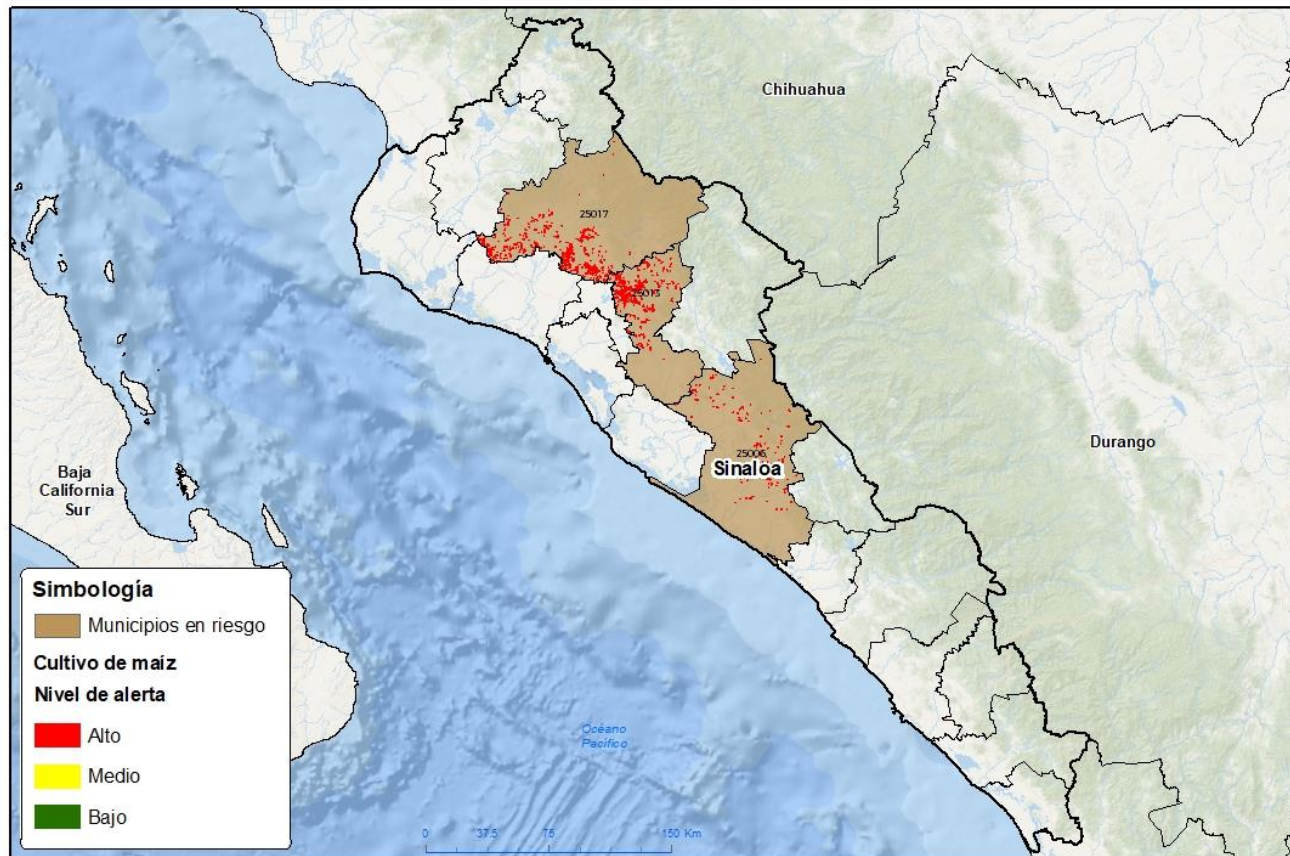 Chihuahua
25017
25013
25006
Sinaloa
Durango
Baja
California
Sur
Océano
Pacífico
Simbología
Municipios en riesgo
Cultivo de maíz
Nivel de alerta
Alto
Medio
Bajo
0 37.5 75 150 Km